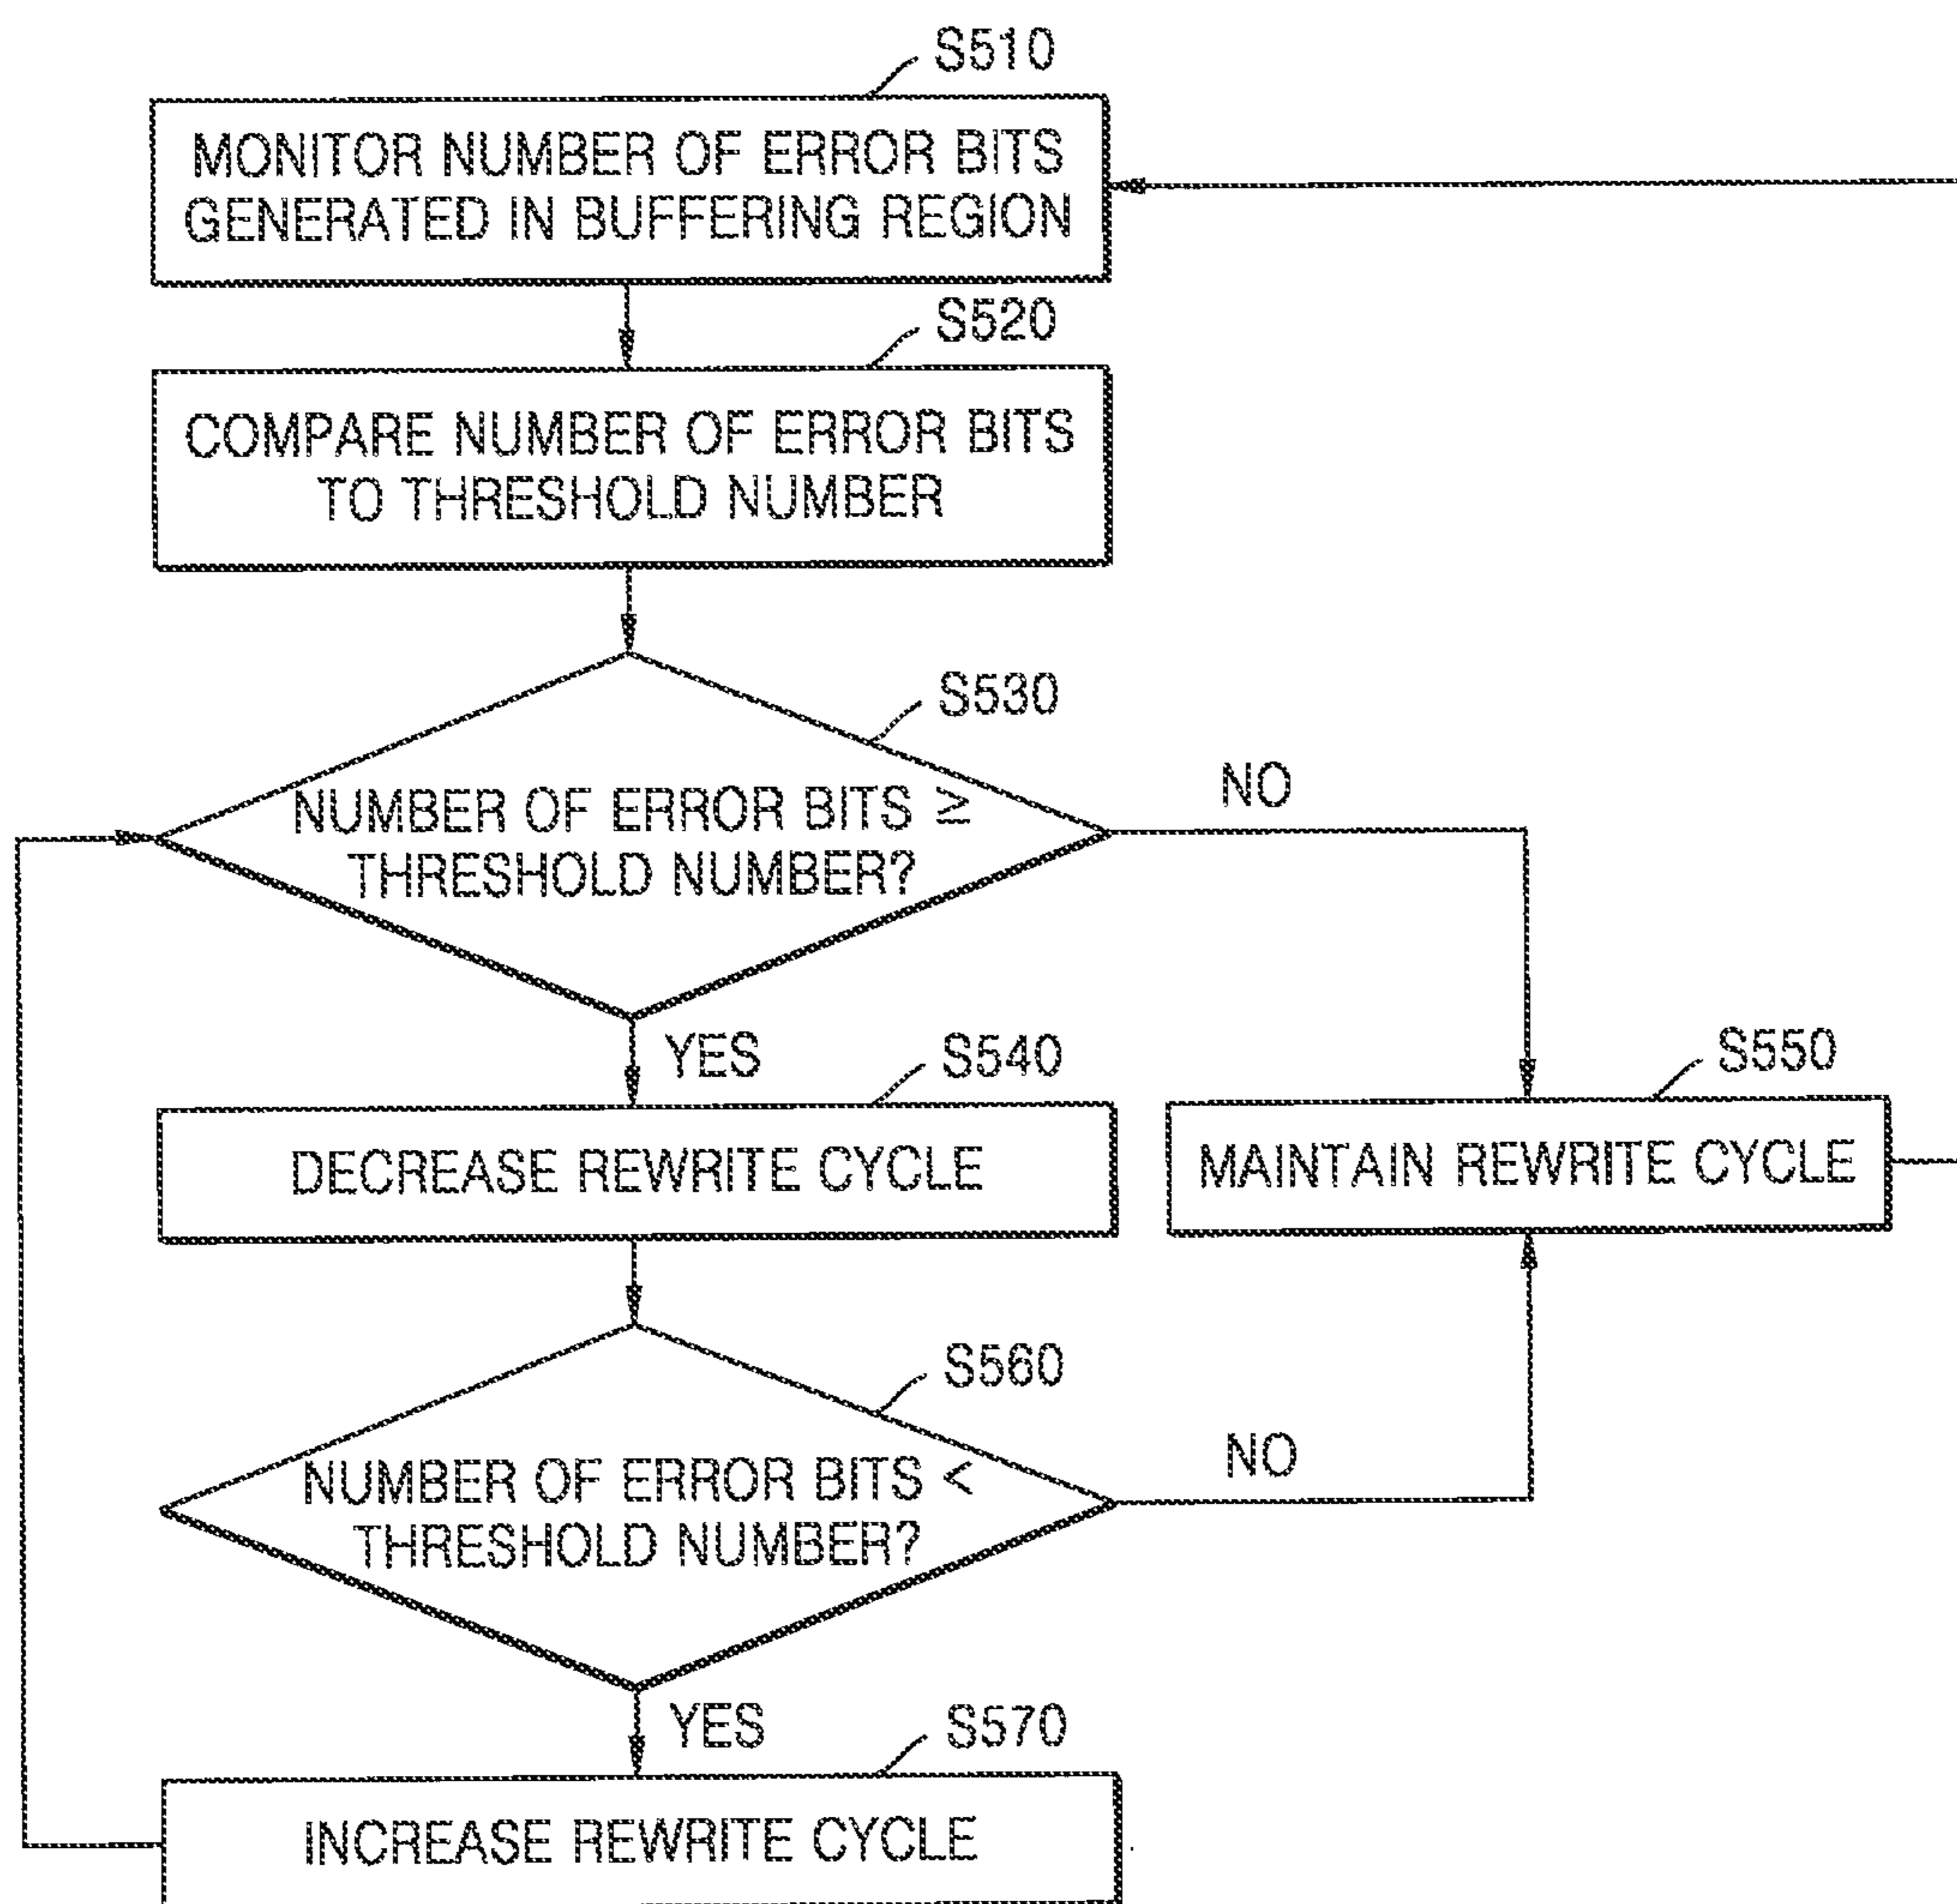 S510
MONITOR NUMBER OF ERROR BITS
GENERATED IN BUFFERING REGION
S520
COMPARE NUMBER OF ERROR BITS
TO THRESHOLD NUMBER
S530
NUMBER OF ERROR BITS ≧
THRESHOLD NUMBER?
NO
YES
S540
DECREASE REWRITE CYCLE
S550
MAINTAIN REWRITE CYCLE
S560
NUMBER OF ERROR BITS <
THRESHOLD NUMBER?
NO
YES
S570
INCREASE REWRITE CYCLE